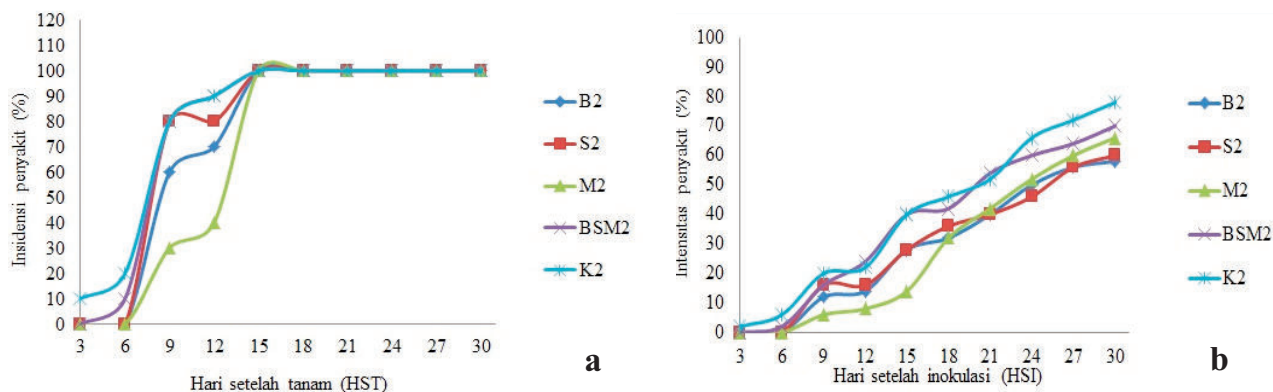 120
110
100
90
80
70
60
50
40
30
20
10
0
Insidensi penyakit (%)
3 6 9 12 15 18 21 24 27 30
Hari setelah tanam (HST)
B2
S2
M2
BSM2
K2
a
100
90
80
70
60
50
40
30
20
10
0
Intensitas penyakit (%)
3 6 9 12 15 18 21 24 27 30
Hari setelah inokulasi (HSI)
B2
S2
M2
BSM2
K2
b